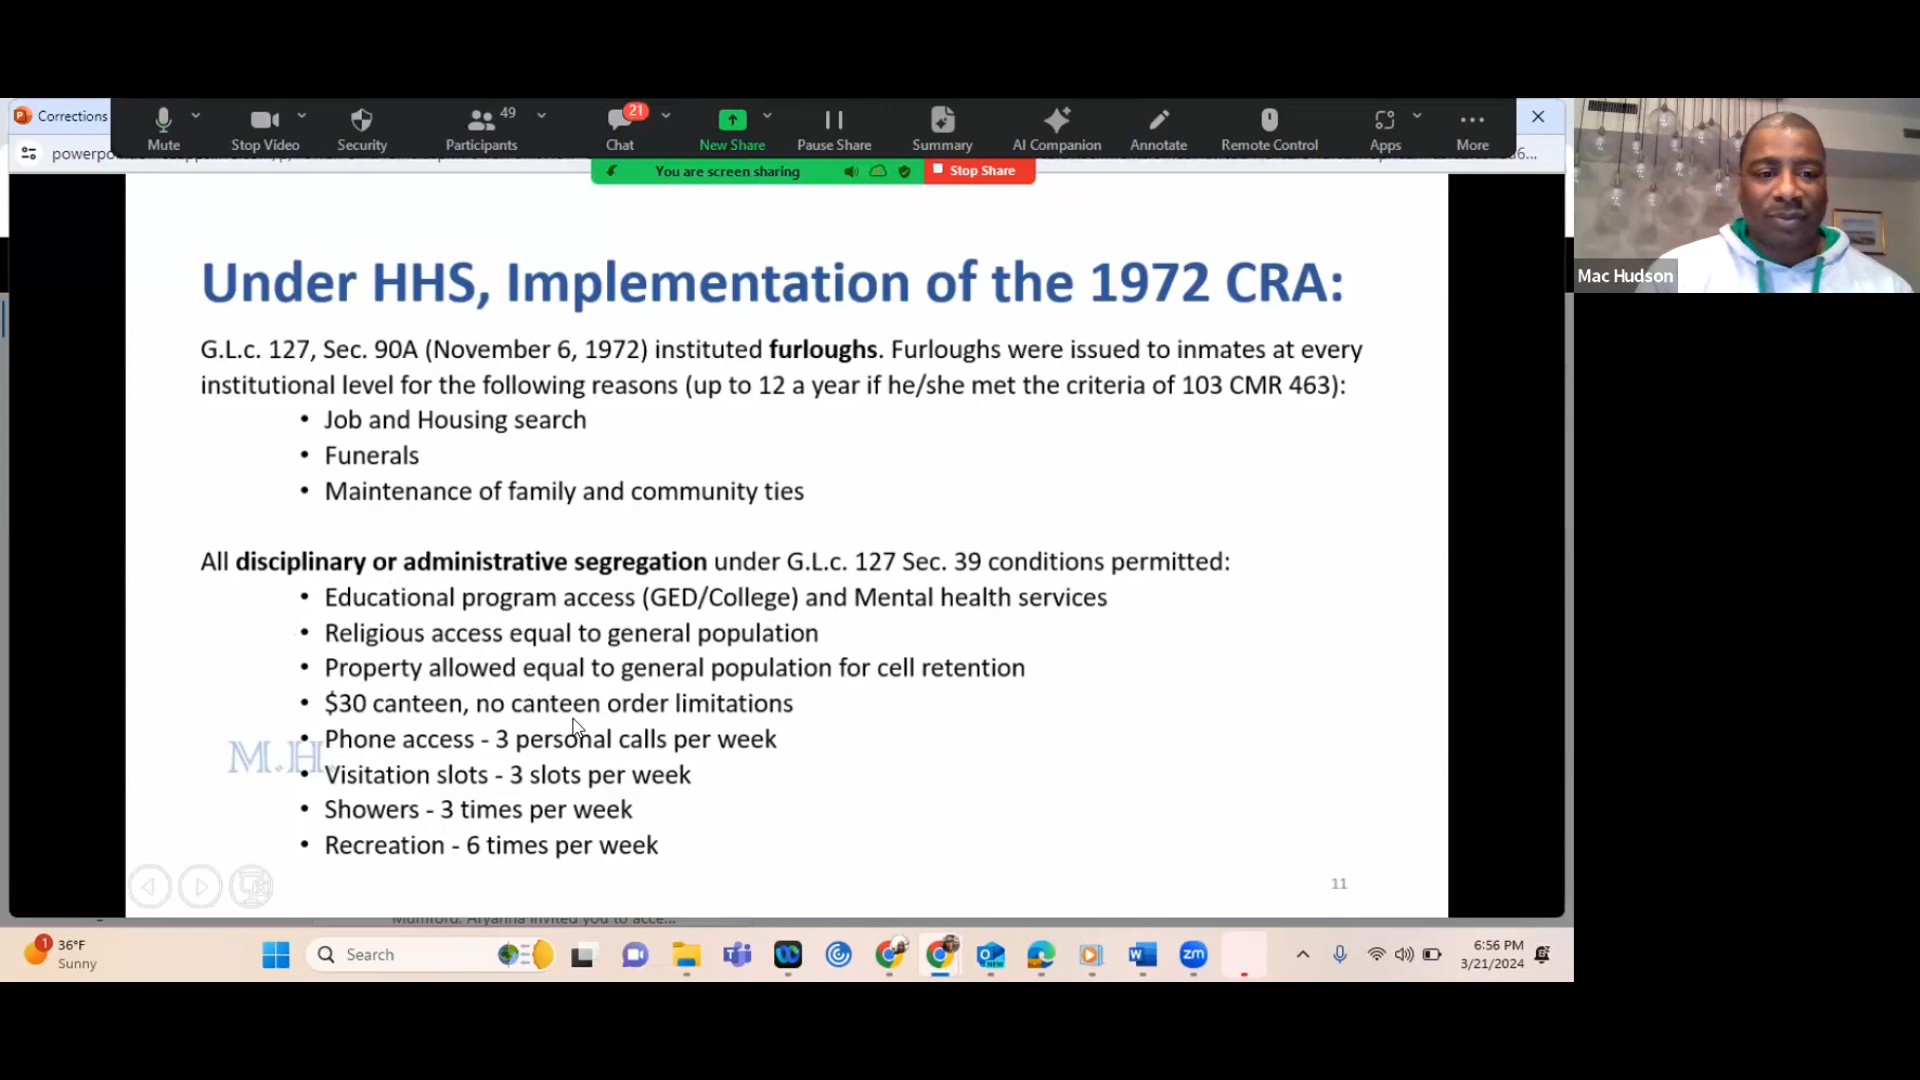 Corrections
Mute
Stop Video
Security
49
Participants
21
Chat
New Share
Pause Share
Summary
AI Companion
Annotate
Remote Control
Apps
More
You are screen sharing
Stop Share
Under HHS, Implementation of the 1972 CRA:
G.L.c. 127, Sec. 90A (November 6, 1972) instituted furloughs. Furloughs were issued to inmates at every
institutional level for the following reasons (up to 12 a year if he/she met the criteria of 103 CMR 463):
• Job and Housing search
• Funerals
• Maintenance of family and community ties
All disciplinary or administrative segregation under G.L.c. 127 Sec. 39 conditions permitted:
• Educational program access (GED/College) and Mental health services
• Religious access equal to general population
• Property allowed equal to general population for cell retention
• $30 canteen, no canteen order limitations
• Phone access - 3 personal calls per week
M.H.
• Visitation slots - 3 slots per week
• Showers - 3 times per week
• Recreation - 6 times per week
11
Mac Hudson
1
36°F
Sunny
Search
NEW
zm
6:56 PM
3/21/2024